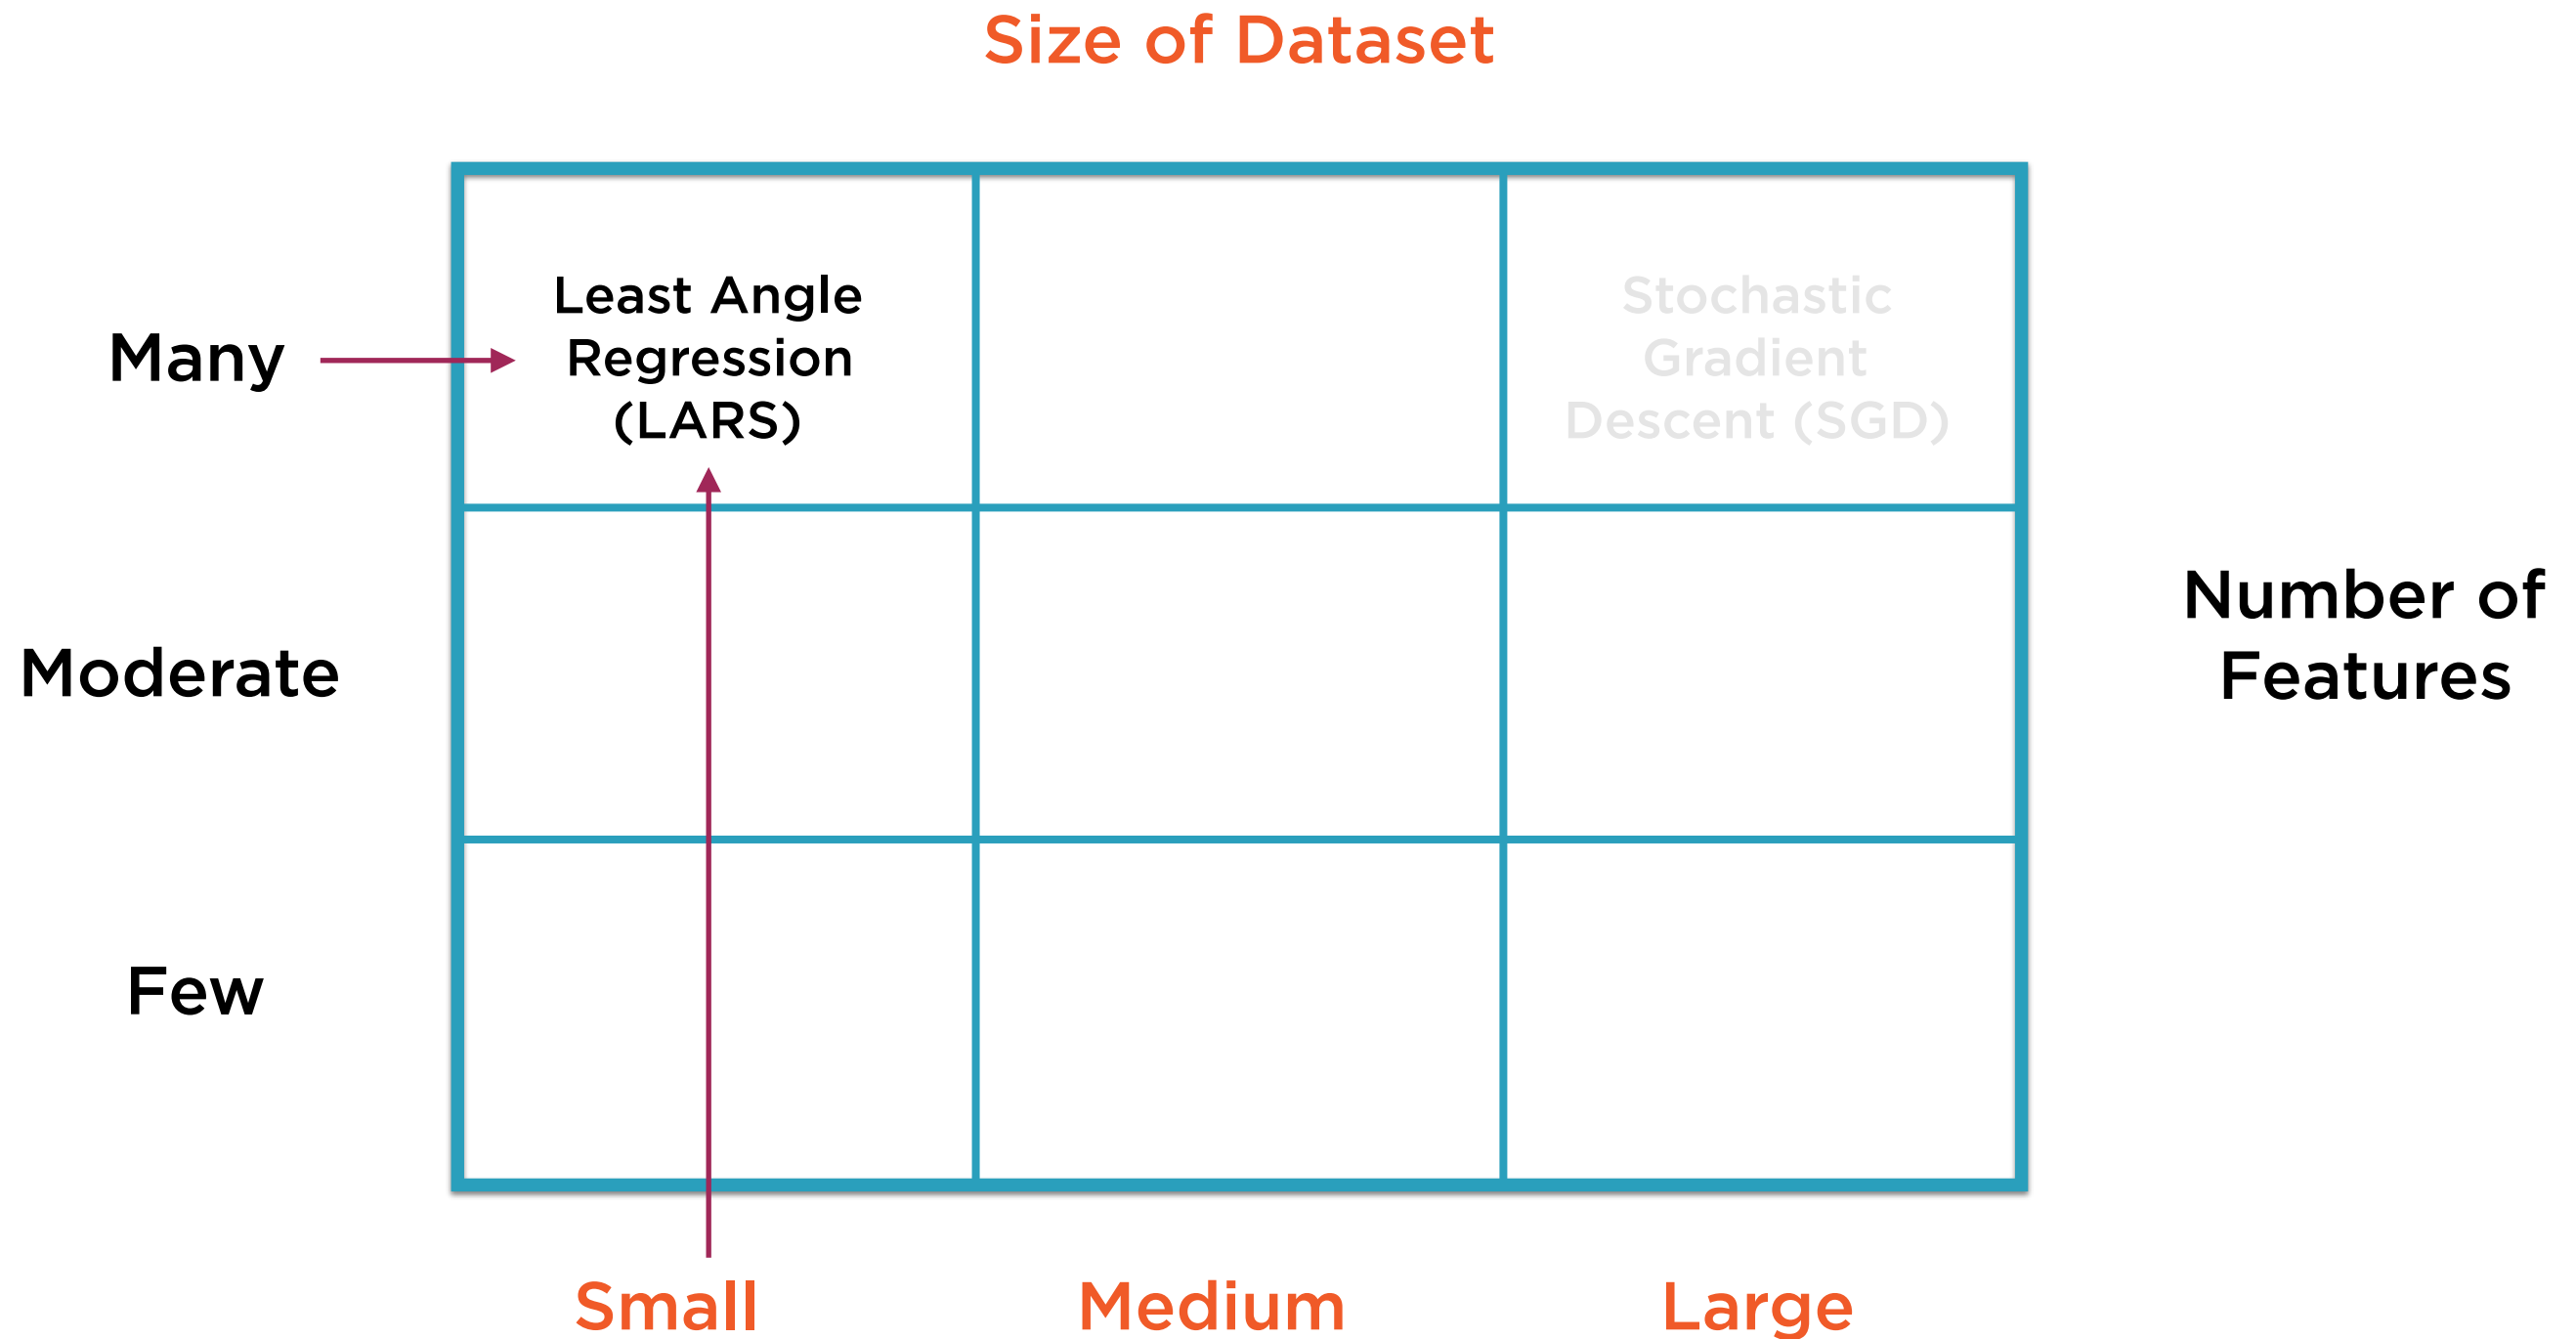 Size of Dataset
Many
Least Angle
Regression
(LARS)
Stochastic
Gradient
Descent (SGD)
Moderate
Number of
Features
Few
Small
Medium
Large